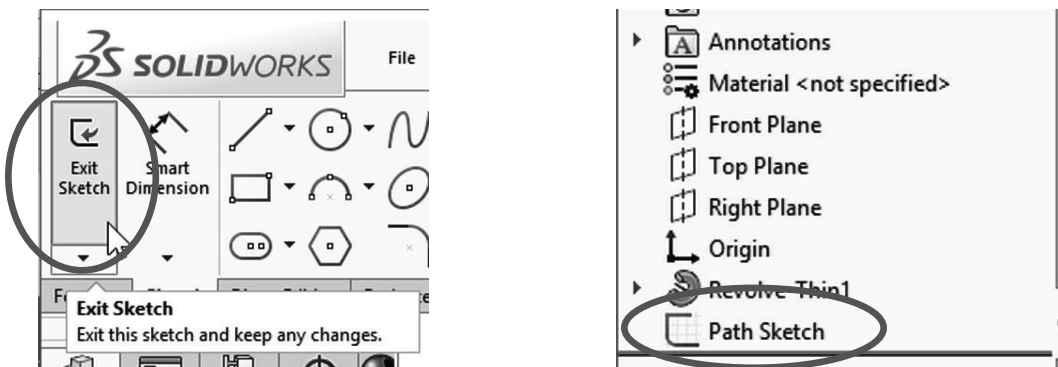 SOLIDWORKS
File
Exit
Sketch
Smart
Dimension
Exit Sketch
Exit this sketch and keep any changes.
Annotations
Material <not specified>
Front Plane
Top Plane
Right Plane
Origin
Revolve-Thin1
Path Sketch